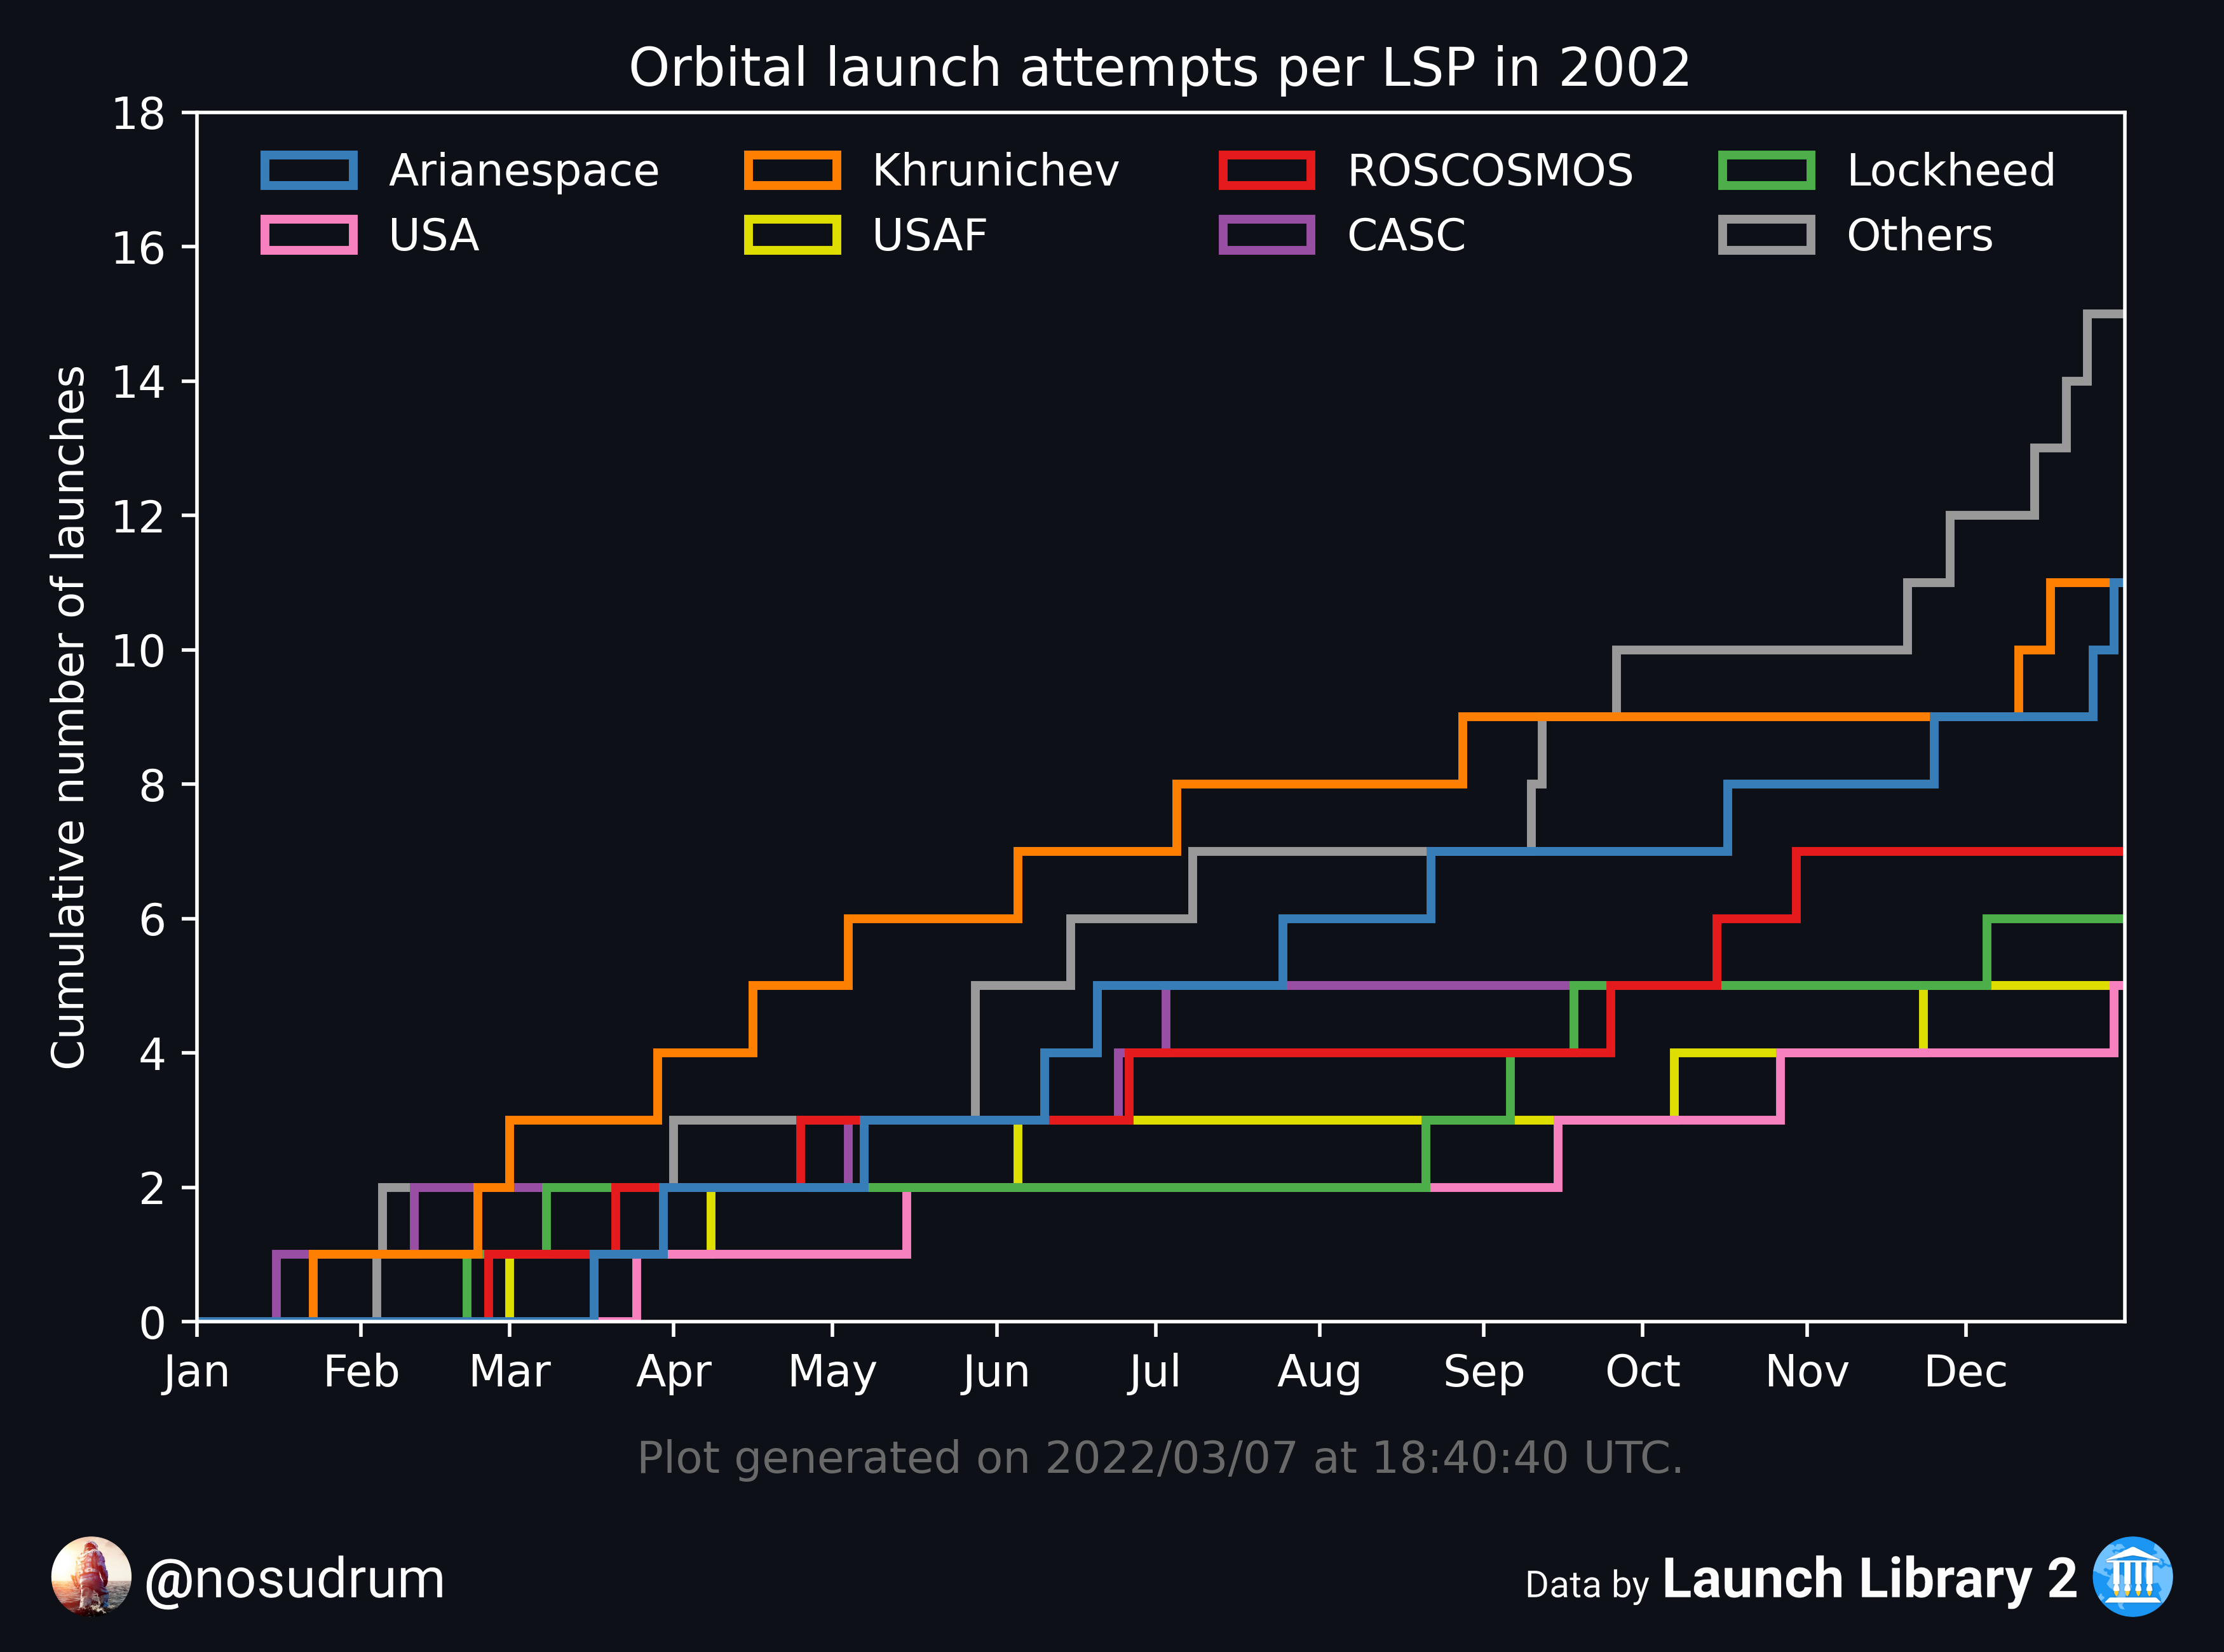 Orbital launch attempts per LSP in 2002
Cumulative number of launches
18
16
14
12
10
8
6
4
2
0
Arianespace Khrunichev ROSCOSMOS Lockheed
USA USAF CASC Others
Jan Feb Mar Apr May Jun Jul Aug Sep Oct Nov Dec
Plot generated on 2022/03/07 at 18:40:40 UTC.
@nosudrum
Data by Launch Library 2